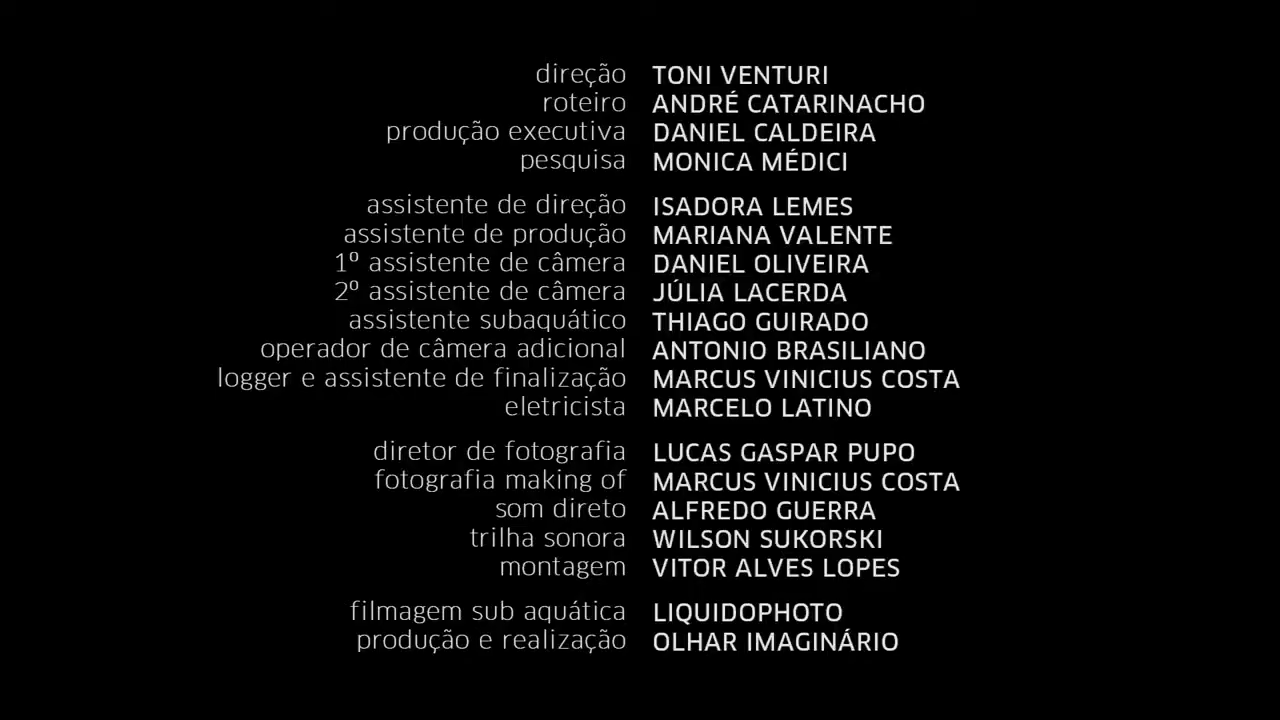 direção TONI VENTURI
roteiro ANDRÉ CATARINACHO
produção executiva DANIEL CALDEIRA
pesquisa MONICA MÉDICI
assistente de direção ISADORA LEMES
assistente de produção MARIANA VALENTE
1º assistente de câmera DANIEL OLIVEIRA
2º assistente de câmera JÚLIA LACERDA
assistente subaquático THIAGO GUIRADO
operador de câmera adicional ANTONIO BRASILIANO
logger e assistente de finalização MARCUS VINICIUS COSTA
eletricista MARCELO LATINO
diretor de fotografia LUCAS GASPAR PUPO
fotografia making of MARCUS VINICIUS COSTA
som direto ALFREDO GUERRA
trilha sonora WILSON SUKORSKI
montagem VITOR ALVES LOPES
filmagem sub aquática LIQUIDOPHOTO
produção e realização OLHAR IMAGINÁRIO